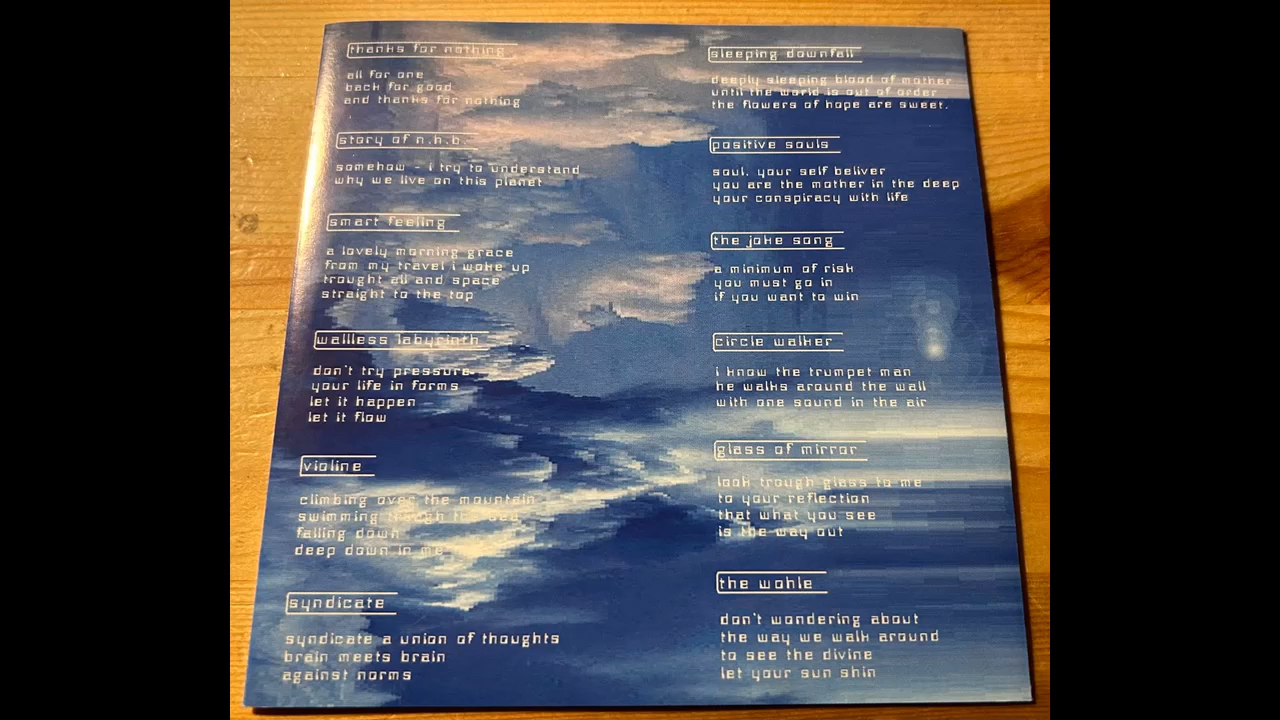 thanks for nothing
all for one
back for good
and thanks for nothing
story of n.h.b.
somehow - i try to understand
why we live on this planet
smart feeling
a lovely morning grace
from my travel i woke up
trought all and space
straight to the top
wallless labyrinth
don't try pressure
your life in forms
let it happen
let it flow
violine
climbing over the mountain
swimming trough the sea
falling down
deep down in me
syndicate
syndicate a union of thoughts
brain meets brain
against norms
sleeping downfall
deeply sleeping blood of mother
until the world is out of order
the flowers of hope are sweet.
positive souls
soul. your self beliver
you are the mother in the deep
your conspiracy with life
the joke song
a minimum of risk
you must go in
if you want to win
circle walker
i know the trumpet man
he walks around the wall
with one sound in the air
glass of mirror
look trough glass to me
to your reflection
that what you see
is the way out
the wohle
don't wondering about
the way we walk around
to see the divine
let your sun shin